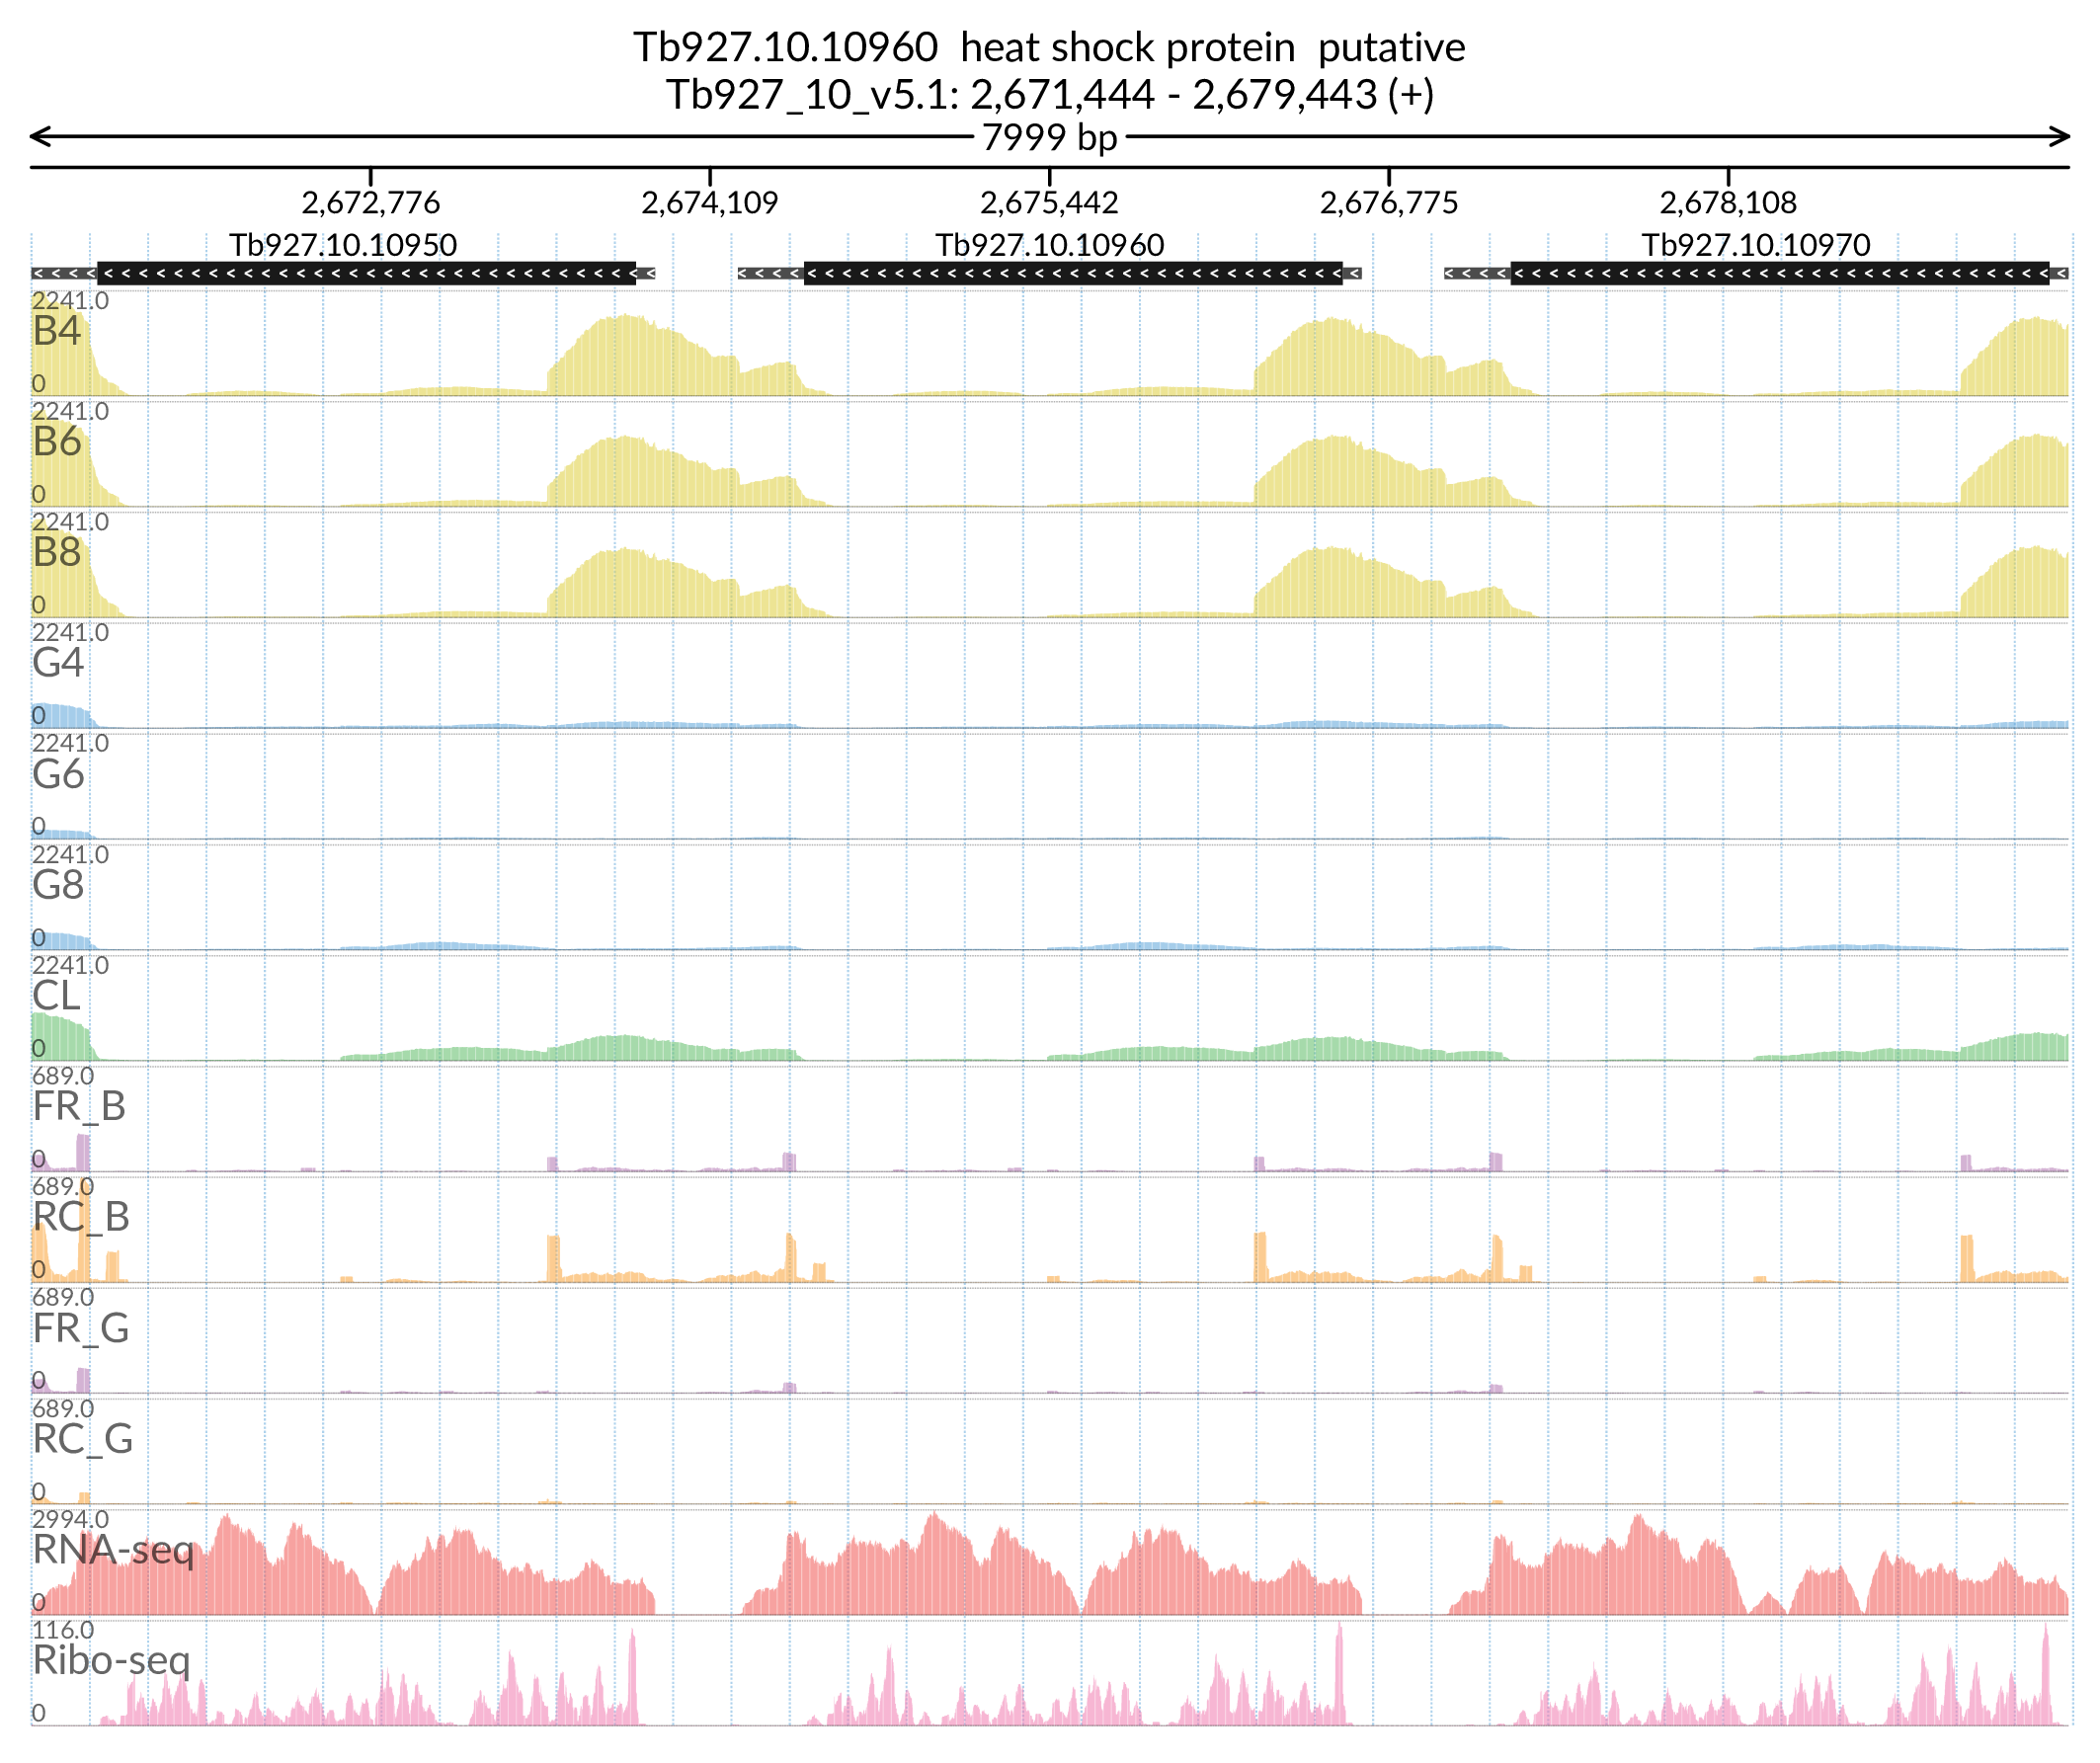 Tb927.10.10960 heat shock protein putative
Tb927_10_v5.1: 2,671,444 - 2,679,443 (+)
7999 bp
2,672,776 2,674,109 2,675,442 2,676,775 2,678,108
Tb927.10.10950 Tb927.10.10960 Tb927.10.10970
2241.0
B4
0
2241.0
B6
0
2241.0
B8
0
2241.0
G4
0
2241.0
G6
0
2241.0
G8
0
2241.0
CL
0
689.0
FR_B
0
689.0
RC_B
0
689.0
FR_G
0
689.0
RC_G
0
2994.0
RNA-seq
0
116.0
Ribo-seq
0